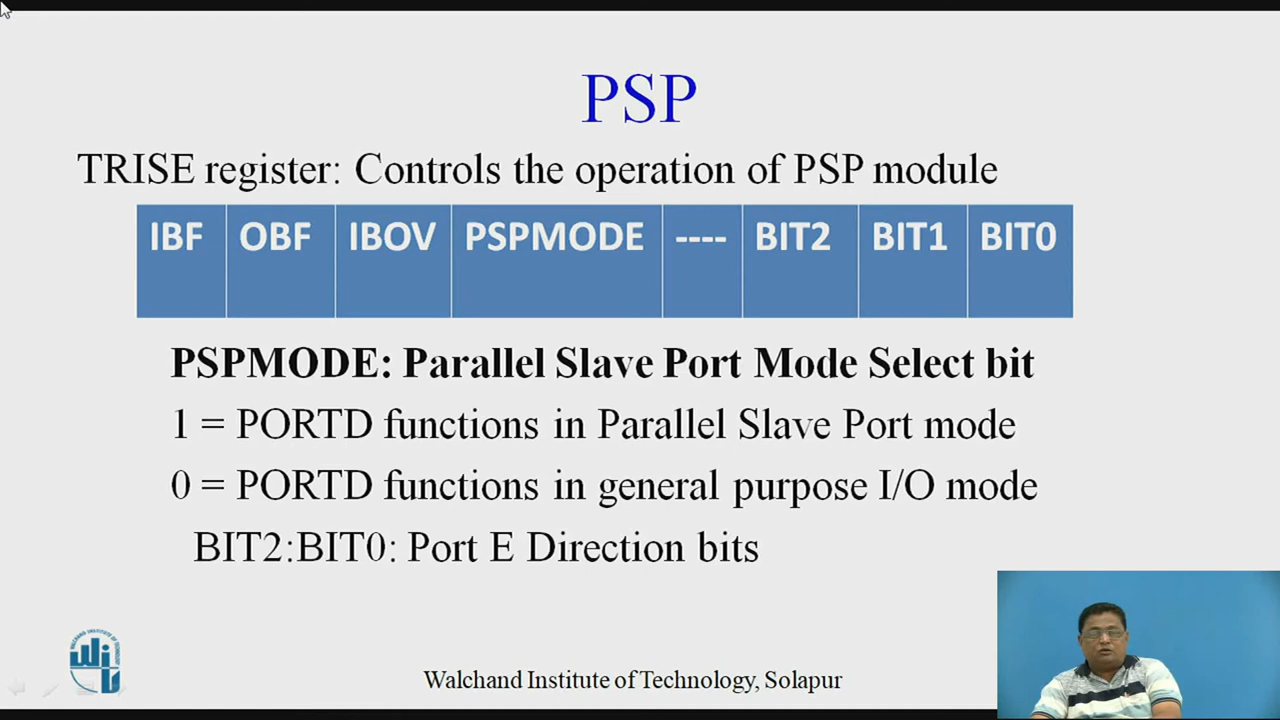 PSP
TRISE register: Controls the operation of PSP module
IBF OBF IBOV PSPMODE ---- BIT2 BIT1 BIT0
PSPMODE: Parallel Slave Port Mode Select bit
1 = PORTD functions in Parallel Slave Port mode
0 = PORTD functions in general purpose I/O mode
BIT2:BIT0: Port E Direction bits
Walchand Institute of Technology, Solapur